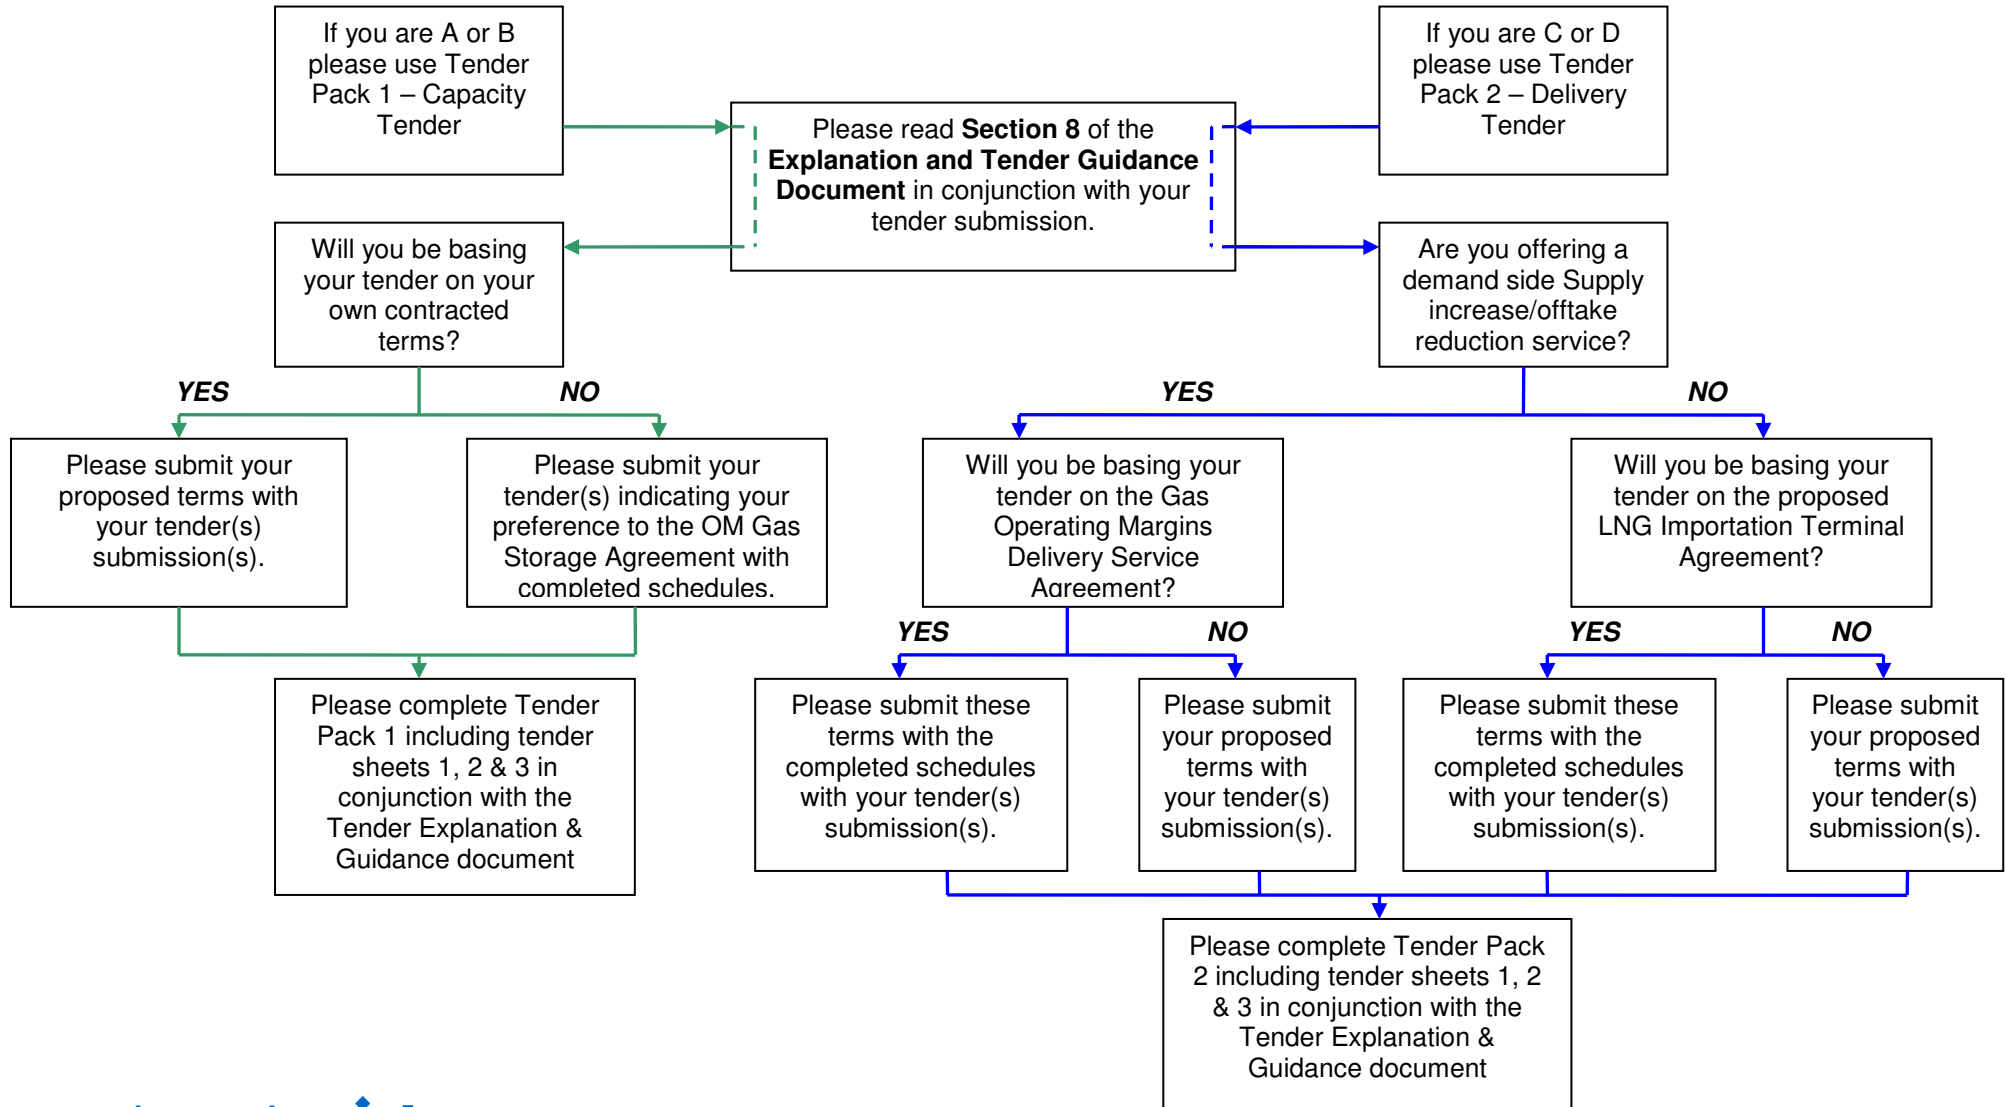 If you are A or B
please use Tender
Pack 1 – Capacity
Tender
If you are C or D
please use Tender
Pack 2 – Delivery
Tender
Please read Section 8 of the
Explanation and Tender Guidance
Document in conjunction with your
tender submission.
Will you be basing
your tender on your
own contracted
terms?
Are you offering a
demand side Supply
increase/offtake
reduction service?
YES
NO
YES
NO
Please submit your
proposed terms with
your tender(s)
submission(s).
Please submit your
tender(s) indicating your
preference to the OM Gas
Storage Agreement with
completed schedules.
Will you be basing your
tender on the Gas
Operating Margins
Delivery Service
Agreement?
Will you be basing your
tender on the proposed
LNG Importation Terminal
Agreement?
YES
NO
YES
NO
Please complete Tender
Pack 1 including tender
sheets 1, 2 & 3 in
conjunction with the
Tender Explanation &
Guidance document
Please submit these
terms with the
completed schedules
with your tender(s)
submission(s).
Please submit
your proposed
terms with
your tender(s)
submission(s).
Please submit these
terms with the
completed schedules
with your tender(s)
submission(s).
Please submit
your proposed
terms with
your tender(s)
submission(s).
Please complete Tender Pack
2 including tender sheets 1, 2
& 3 in conjunction with the
Tender Explanation &
Guidance document